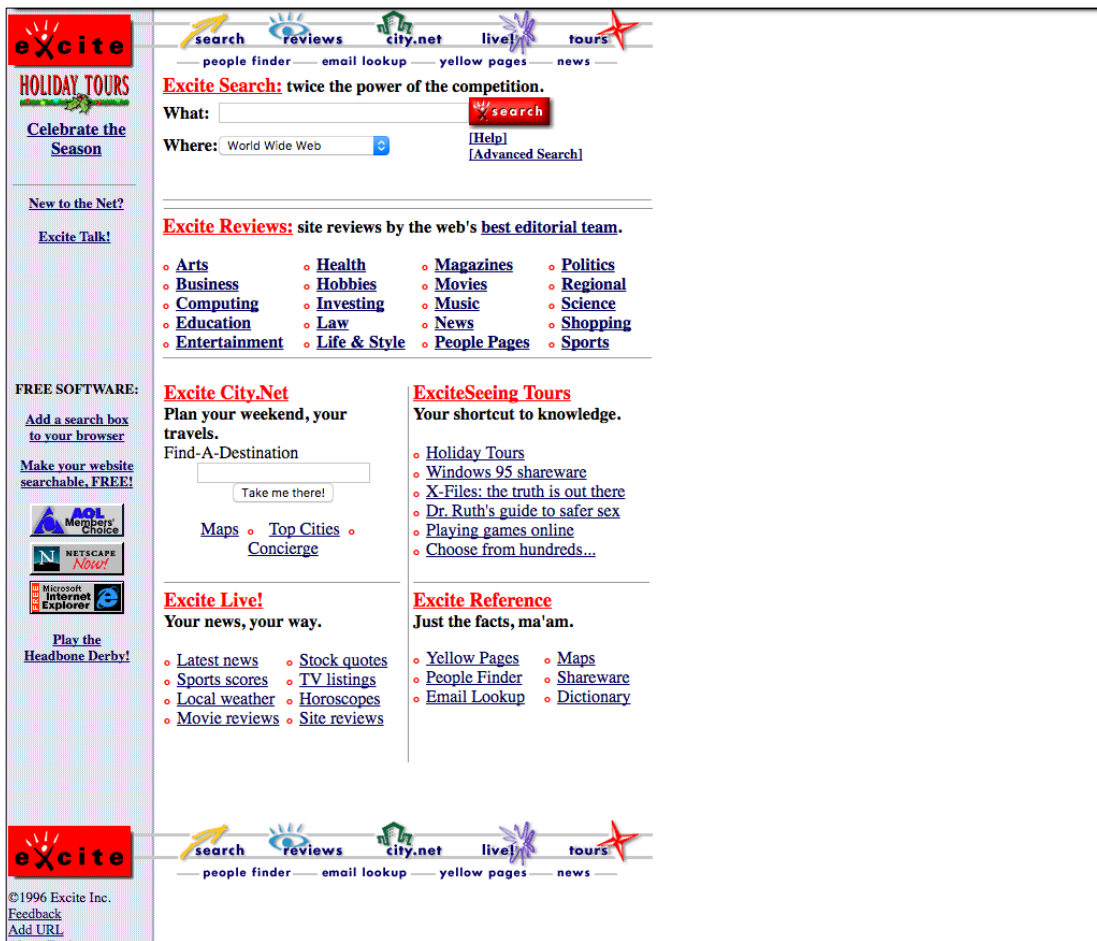 excite
search reviews city.net live! tours
people finder email lookup yellow pages news
HOLIDAY TOURS
Celebrate the
Season
New to the Net?
Excite Talk!
Excite Search: twice the power of the competition.
What: search
Where: World Wide Web
[Help]
[Advanced Search]
Excite Reviews: site reviews by the web's best editorial team.
Arts Health Magazines Politics
Business Hobbies Movies Regional
Computing Investing Music Science
Education Law News Shopping
Entertainment Life & Style People Pages Sports
FREE SOFTWARE:
Add a search box
to your browser
Make your website
searchable, FREE!
AOL
Members'
Choice
N NETSCAPE
Now!
FREE Microsoft
Internet
Explorer
Play the
Headbone Derby!
Excite City.Net
Plan your weekend, your
travels.
Find-A-Destination
Take me there!
Maps Top Cities
Concierge
ExciteSeeing Tours
Your shortcut to knowledge.
Holiday Tours
Windows 95 shareware
X-Files: the truth is out there
Dr. Ruth's guide to safer sex
Playing games online
Choose from hundreds...
Excite Live!
Your news, your way.
Latest news Stock quotes
Sports scores TV listings
Local weather Horoscopes
Movie reviews Site reviews
Excite Reference
Just the facts, ma'am.
Yellow Pages Maps
People Finder Shareware
Email Lookup Dictionary
excite
search reviews city.net live! tours
people finder email lookup yellow pages news
©1996 Excite Inc.
Feedback
Add URL